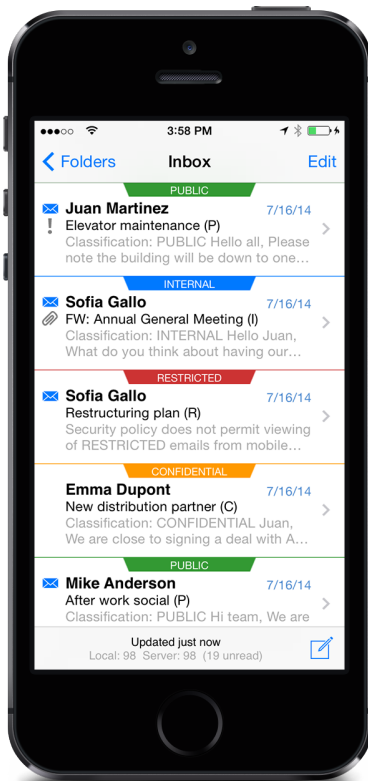 3:58 PM
Folders Inbox Edit
PUBLIC
Juan Martinez 7/16/14
Elevator maintenance (P)
Classification: PUBLIC Hello all, Please
note the building will be down to one…
INTERNAL
Sofia Gallo 7/16/14
FW: Annual General Meeting (I)
Classification: INTERNAL Hello Juan,
What do you think about having our…
RESTRICTED
Sofia Gallo 7/16/14
Restructuring plan (R)
Security policy does not permit viewing
of RESTRICTED emails from mobile…
CONFIDENTIAL
Emma Dupont 7/16/14
New distribution partner (C)
Classification: CONFIDENTIAL Juan,
We are close to signing a deal with A…
PUBLIC
Mike Anderson 7/16/14
After work social (P)
Classification: PUBLIC Hi team, We are
Updated just now
Local: 98 Server: 98 (19 unread)